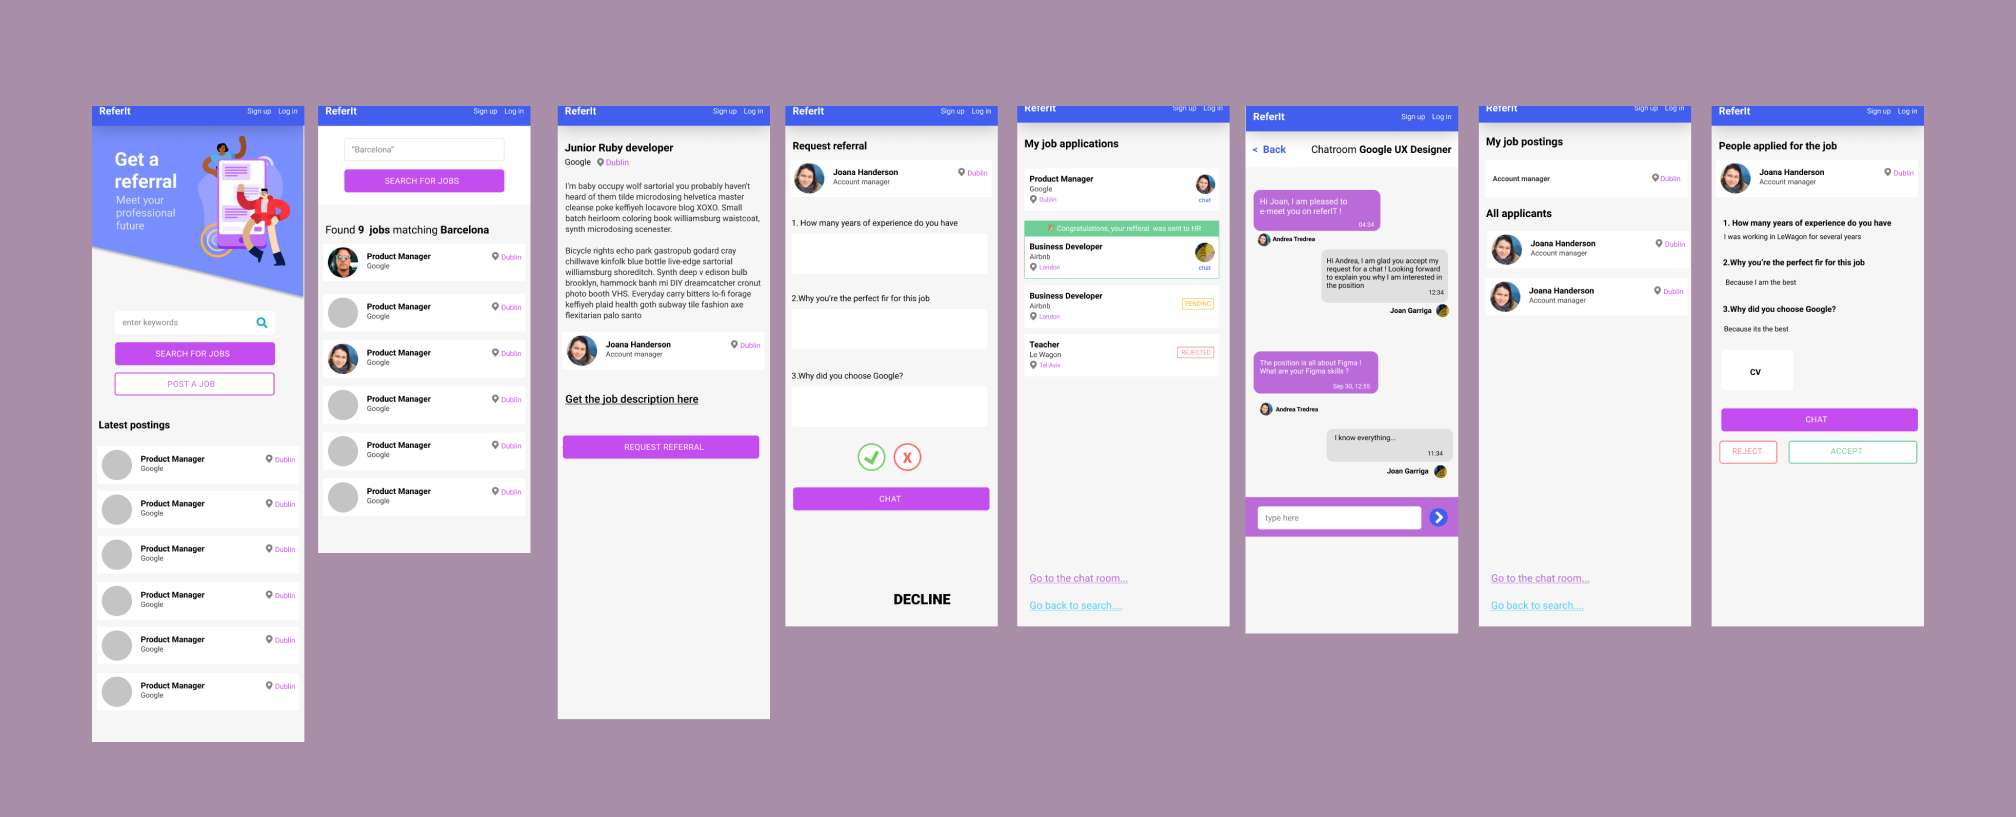 ReferIt
Sign up Log in
Get a
referral
Meet your
professional
future
enter keywords
SEARCH FOR JOBS
POST A JOB
Latest postings
Product Manager
Google
Dublin
Product Manager
Google
Dublin
Product Manager
Google
Dublin
Product Manager
Google
Dublin
Product Manager
Google
Dublin
Product Manager
Google
Dublin
ReferIt
Sign up Log in
"Barcelona"
SEARCH FOR JOBS
Found 9 jobs matching Barcelona
Product Manager
Google
Dublin
Product Manager
Google
Dublin
Product Manager
Google
Dublin
Product Manager
Google
Dublin
Product Manager
Google
Dublin
Product Manager
Google
Dublin
ReferIt
Sign up Log in
Junior Ruby developer
Google Dublin
I'm baby occupy wolf sartorial you probably haven't
heard of them tilde microdosing helvetica master
cleanse poke keffiyeh locavore blog XOXO. Small
batch heirloom coloring book williamsburg waistcoat,
synth microdosing scenester.
Bicycle rights echo park gastropub godard cray
chillwave kinfolk blue bottle live-edge sartorial
williamsburg shoreditch. Synth deep v edison bulb
brooklyn, hammock banh mi DIY dreamcatcher cronut
photo booth VHS. Everyday carry bitters lo-fi forage
keffiyeh plaid health goth subway tile fashion axe
flexitarian palo santo
Joana Handerson
Account manager
Dublin
Get the job description here
REQUEST REFERRAL
ReferIt
Sign up Log in
Request referral
Joana Handerson
Account manager
Dublin
1. How many years of experience do you have
2.Why you're the perfect fir for this job
3.Why did you choose Google?
X
CHAT
DECLINE
ReferIt
Sign up Log in
My job applications
Product Manager
Google
Dublin
chat
Congratulations, your refferal was sent to HR
Business Developer
Airbnb
London
chat
Business Developer
Airbnb
London
PENDING
Teacher
Le Wagon
Tel-Aviv
REJECTED
Go to the chat room...
Go back to search....
ReferIt
Sign up Log in
< Back Chatroom Google UX Designer
Hi Joan, I am pleased to
e-meet you on referIT !
04:34
Andrea Tredrea
Hi Andrea, I am glad you accept my
request for a chat ! Looking forward
to explain you why I am interested in
the position
12:34
Joan Garriga
The position is all about Figma !
What are your Figma skills ?
Sep 30, 12:55
Andrea Tredrea
I know everything...
11:34
Joan Garriga
type here
ReferIt
Sign up Log in
My job postings
Account manager
Dublin
All applicants
Joana Handerson
Account manager
Dublin
Joana Handerson
Account manager
Dublin
Go to the chat room...
Go back to search....
ReferIt
Sign up Log in
People applied for the job
Joana Handerson
Account manager
Dublin
1. How many years of experience do you have
I was working in LeWagon for several years
2.Why you're the perfect fir for this job
Because I am the best
3.Why did you choose Google?
Because its the best
CV
CHAT
REJECT
ACCEPT